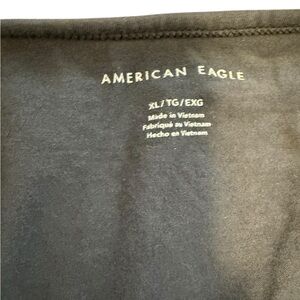 AMERICAN EAGLE
XL/TG/EXG
Made in Vietnam
Fabriqué au Vietnam
Hecho en Vietnam